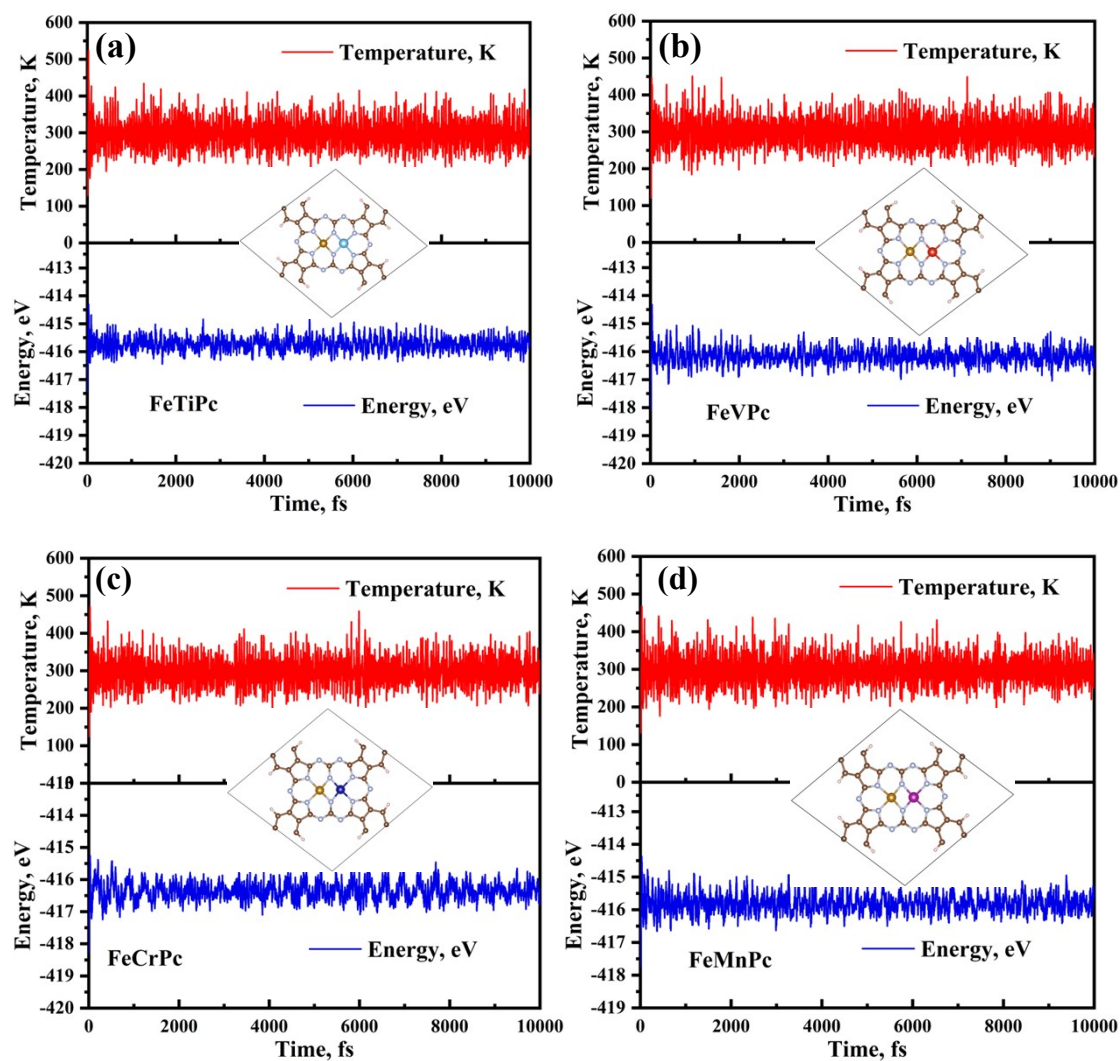 (a)
Temperature, K
600
500
400
300
200
100
0
Temperature, K
-413
-414
-415
-416
-417
-418
-419
-420
Energy, eV
FeTiPc
Energy, eV
0 2000 4000 6000 8000 10000
Time, fs
(b)
Temperature, K
600
500
400
300
200
100
0
Temperature, K
-413
-414
-415
-416
-417
-418
-419
-420
Energy, eV
FeVPc
Energy, eV
0 2000 4000 6000 8000 10000
Time, fs
(c)
Temperature, K
600
500
400
300
200
100
Temperature, K
-414
-415
-416
-417
-418
-419
-420
Energy, eV
FeCrPc
Energy, eV
0 2000 4000 6000 8000 10000
Time, fs
(d)
Temperature, K
600
500
400
300
200
100
0
Temperature, K
-413
-414
-415
-416
-417
-418
-419
Energy, eV
FeMnPc
Energy, eV
0 2000 4000 6000 8000 10000
Time, fs